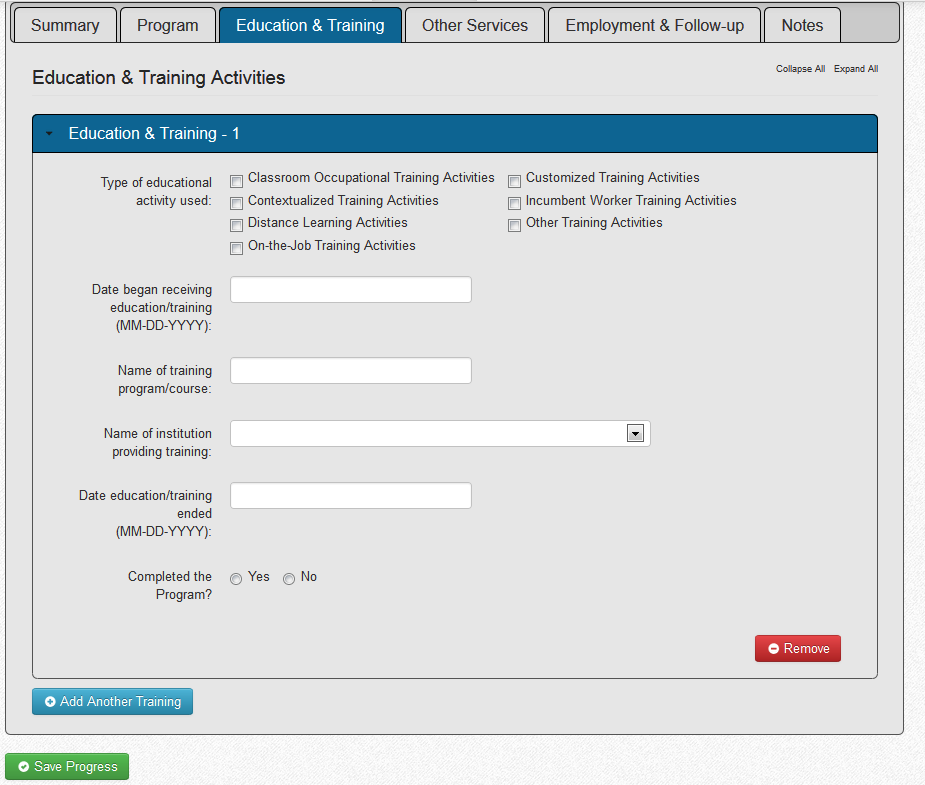 Summary Program Education & Training Other Services Employment & Follow-up Notes
Education & Training Activities
Collapse All Expand All
Education & Training - 1
Type of educational
activity used:
Classroom Occupational Training Activities
Customized Training Activities
Contextualized Training Activities
Incumbent Worker Training Activities
Distance Learning Activities
Other Training Activities
On-the-Job Training Activities
Date began receiving
education/training
(MM-DD-YYYY):
Name of training
program/course:
Name of institution
providing training:
Date education/training
ended
(MM-DD-YYYY):
Completed the
Program?
Yes No
Remove
Add Another Training
Save Progress